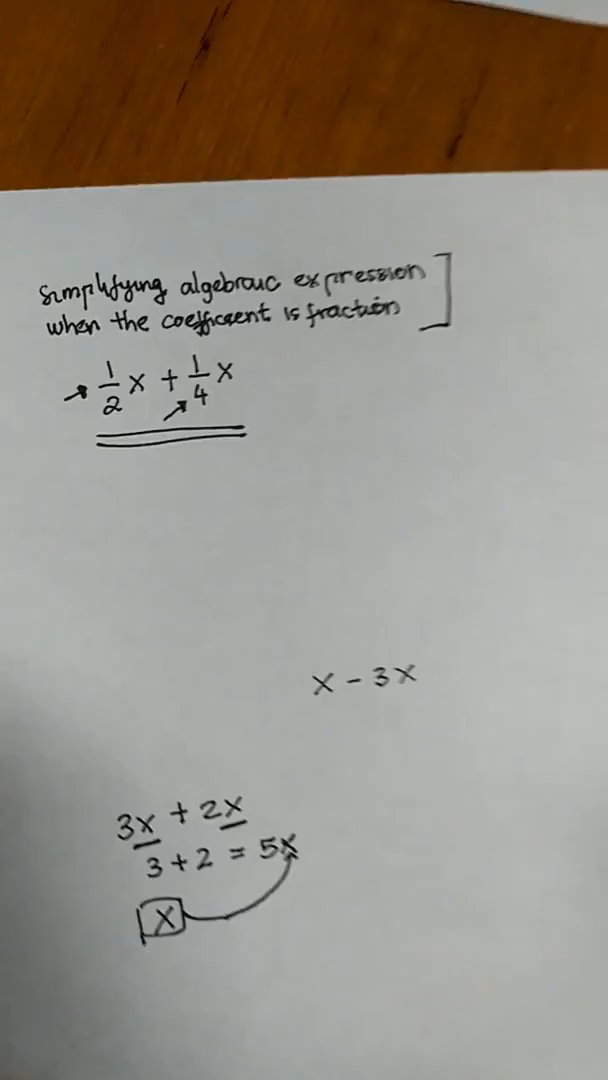 Simplifying algebraic expression
when the coefficient is fraction
1/2 x + 1/4 x
x - 3x
3x + 2x
3 + 2 = 5x
x